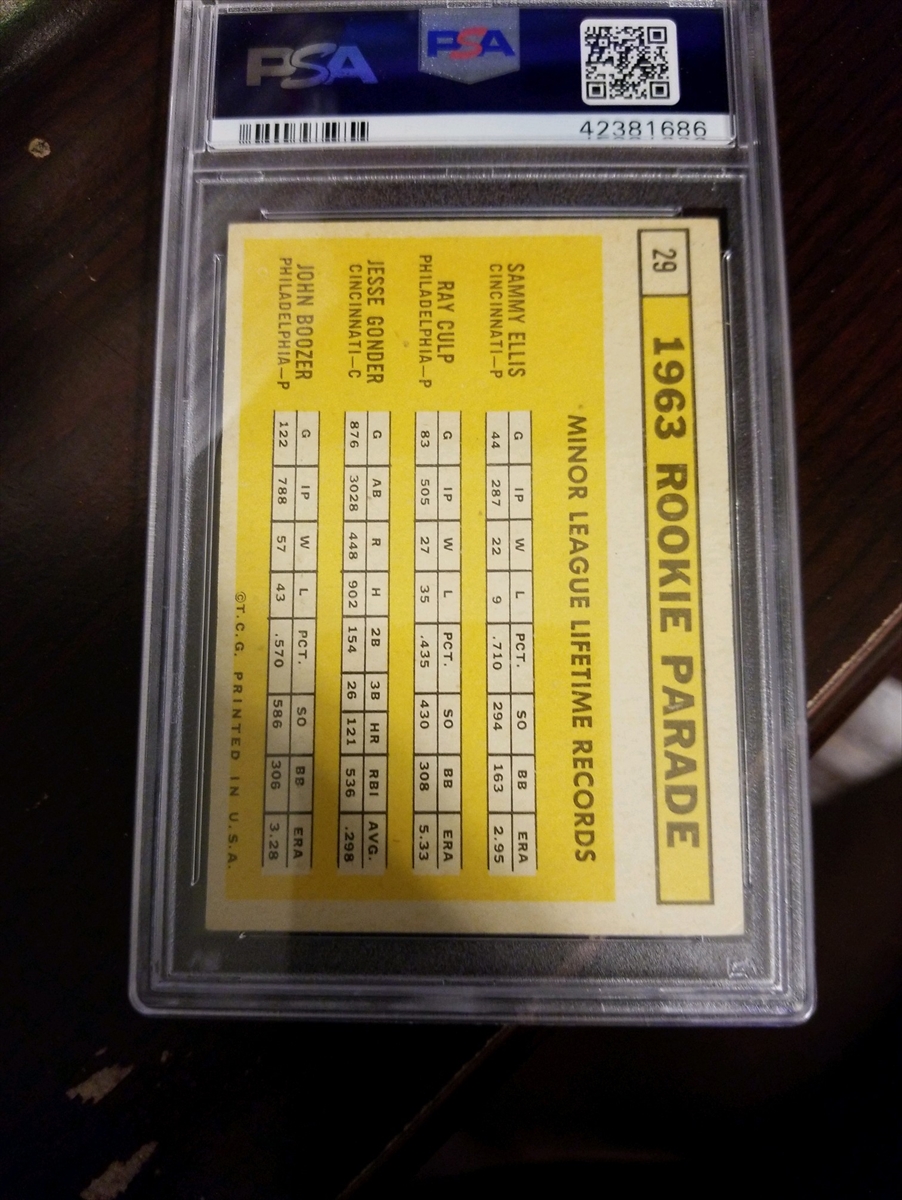 PSA PSA
42381686
29 1963 ROOKIE PARADE
MINOR LEAGUE LIFETIME RECORDS
SAMMY ELLIS G IP W L PCT. SO BB ERA
CINCINNATI—P 44 287 22 9 .710 294 163 2.95
RAY CULP G IP W L PCT. SO BB ERA
PHILADELPHIA—P 83 505 27 35 .435 430 308 5.33
JESSE GONDER G AB R H 2B 3B HR RBI AVG.
CINCINNATI—C 876 3028 448 902 154 26 121 536 .298
JOHN BOOZER G IP W L PCT. SO BB ERA
PHILADELPHIA—P 122 788 57 43 .570 586 306 3.28
©T.C.G. PRINTED IN U.S.A.